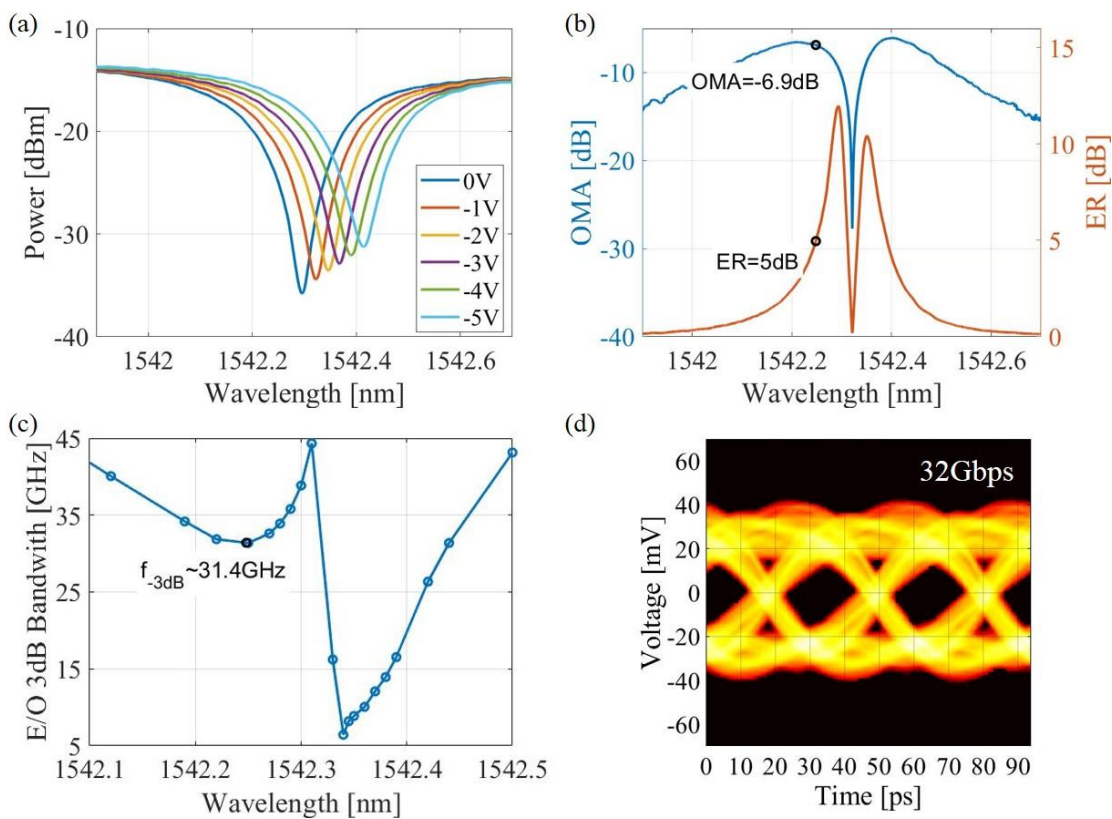 (a)
-10
-20
-30
-40
Power [dBm]
1542
1542.2
1542.4
1542.6
Wavelength [nm]
0V
-1V
-2V
-3V
-4V
-5V
(b)
-10
-20
-30
-40
OMA [dB]
OMA=-6.9dB
ER=5dB
15
10
5
0
ER [dB]
1542
1542.2
1542.4
1542.6
Wavelength [nm]
(c)
45
35
25
15
5
E/O 3dB Bandwith [GHz]
f-3dB~31.4GHz
1542.1
1542.2
1542.3
1542.4
1542.5
Wavelength [nm]
(d)
32Gbps
60
40
20
0
-20
-40
-60
Voltage [mV]
0 10 20 30 40 50 60 70 80 90
Time [ps]